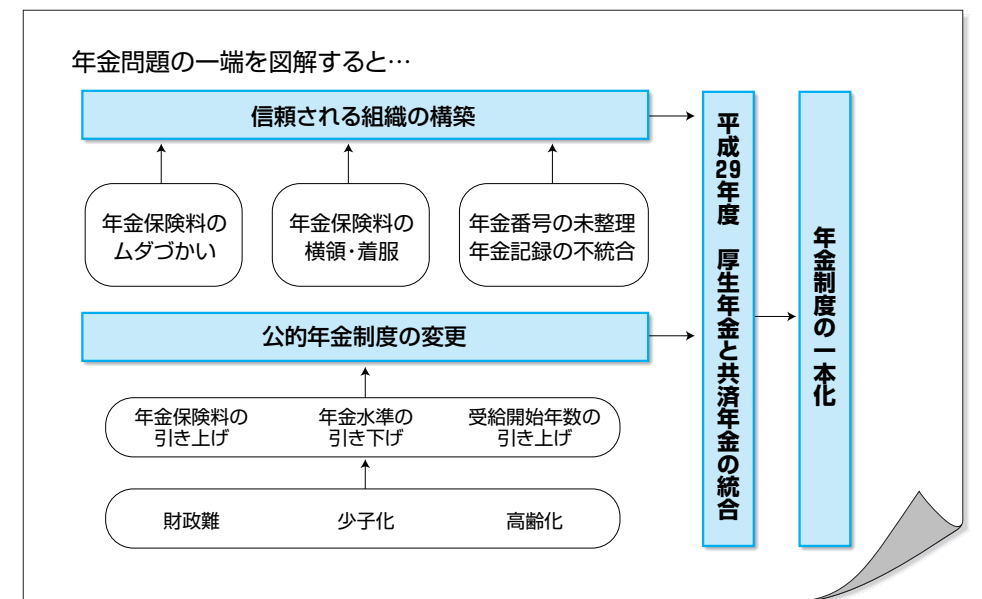 年金問題の一端を図解すると…
信頼される組織の構築
年金保険料の
ムダづかい
年金保険料の
横領・着服
年金番号の未整理
年金記録の不統合
公的年金制度の変更
年金保険料の
引き上げ
年金水準の
引き下げ
受給開始年数の
引き上げ
財政難
少子化
高齢化
平成29年度　厚生年金と共済年金の統合
年金制度の一本化